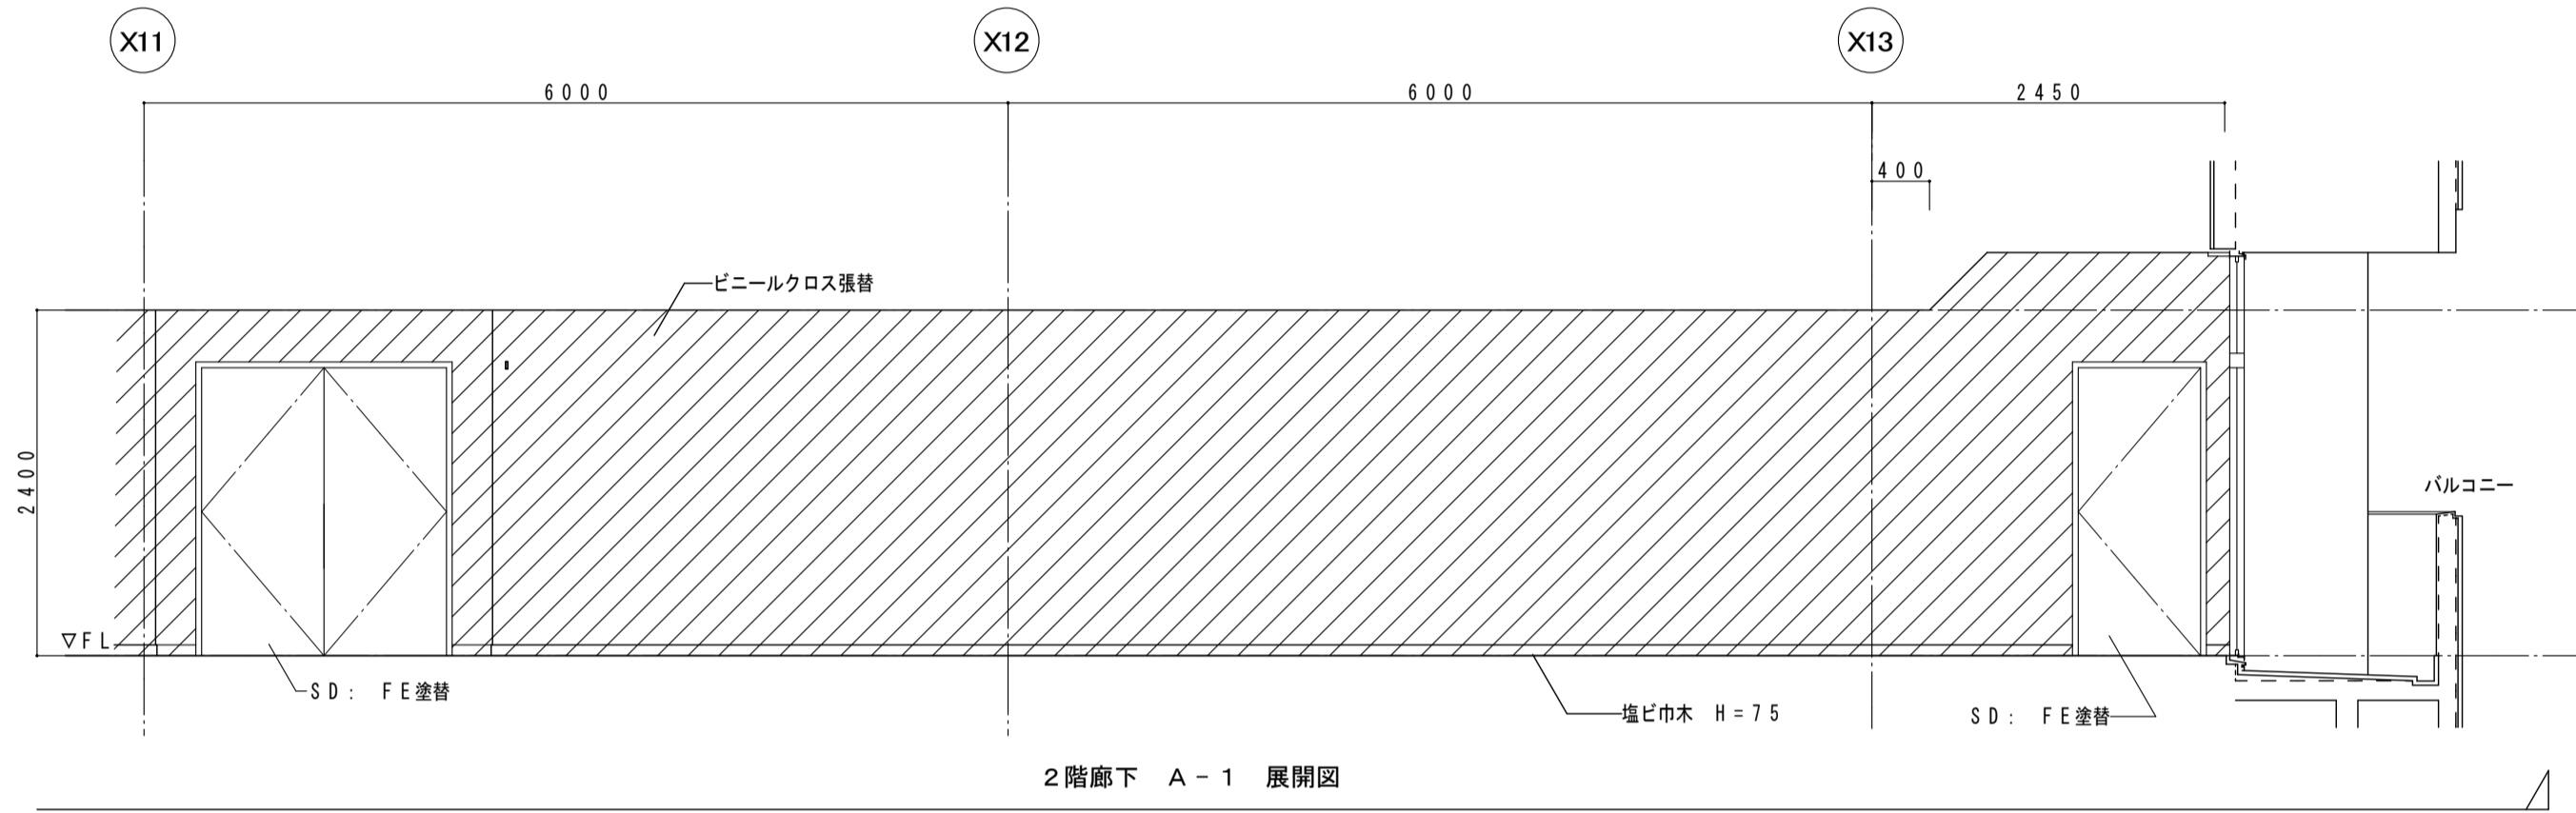 X11
X12
X13
6000
6000
2450
400
ビニールクロス張替
2400
バルコニー
▽FL
SD： FE塗替
塩ビ巾木 H=75
SD： FE塗替
2階廊下 A-1 展開図